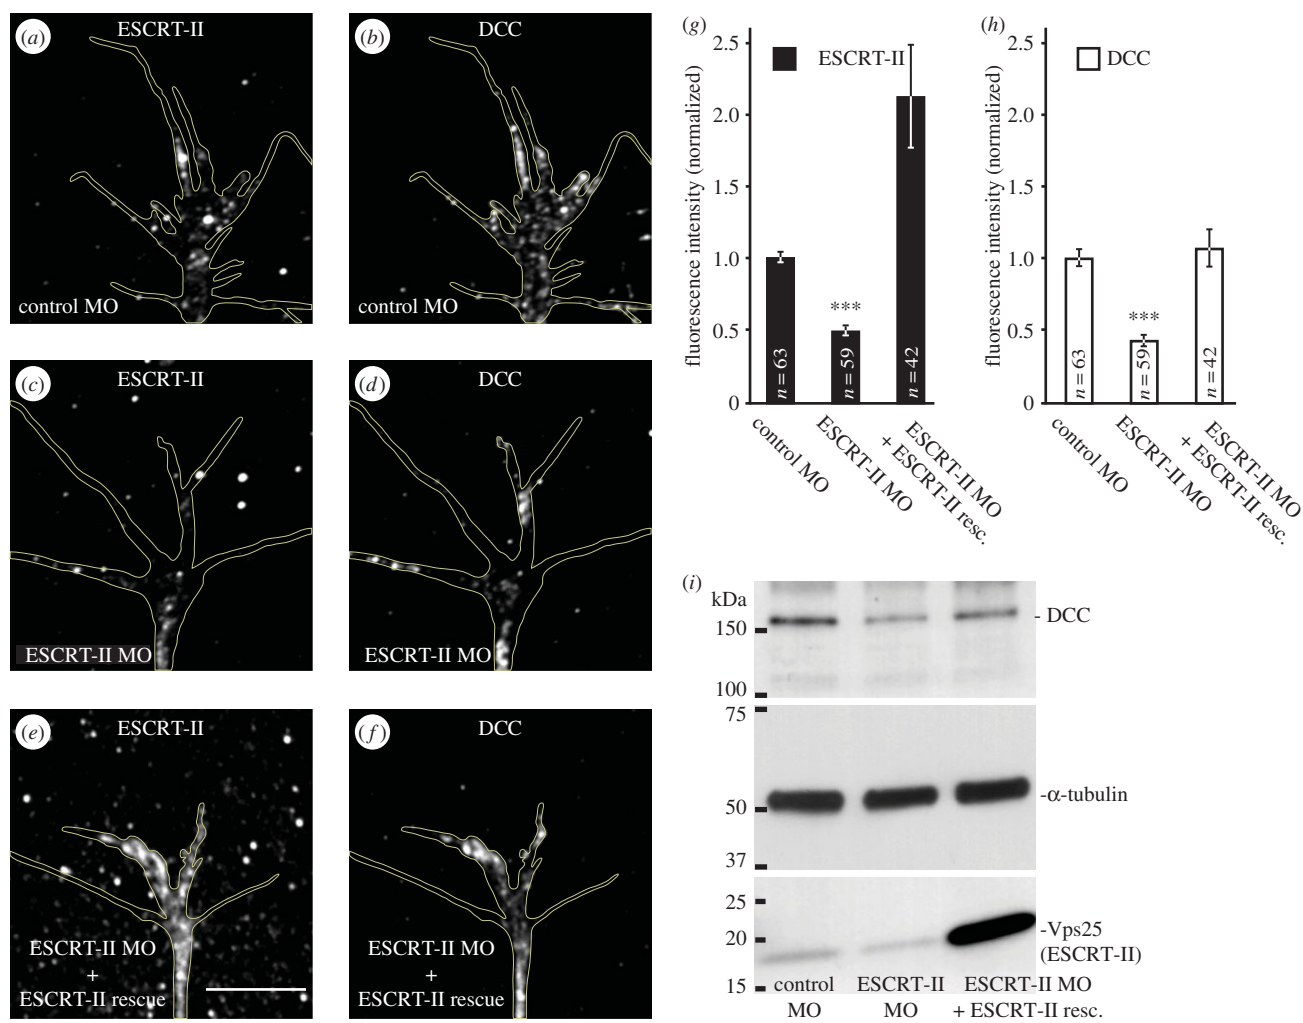 (a)
ESCRT-II
control MO
(b)
DCC
control MO
(c)
ESCRT-II
ESCRT-II MO
(d)
DCC
ESCRT-II MO
(e)
ESCRT-II
ESCRT-II MO
+
ESCRT-II rescue
(f)
DCC
ESCRT-II MO
+
ESCRT-II rescue
(g)
ESCRT-II
fluorescence intensity (normalized)
2.5
2.0
1.5
1.0
0.5
0
***
n = 63
n = 59
n = 42
control MO
ESCRT-II MO
ESCRT-II MO
+ ESCRT-II resc.
(h)
DCC
fluorescence intensity (normalized)
2.5
2.0
1.5
1.0
0.5
0
***
n = 63
n = 59
n = 42
control MO
ESCRT-II MO
ESCRT-II MO
+ ESCRT-II resc.
(i)
kDa
150
100
- DCC
75
50
37
-α-tubulin
25
20
15
-Vps25
(ESCRT-II)
control
MO
ESCRT-II
MO
ESCRT-II MO
+ ESCRT-II resc.